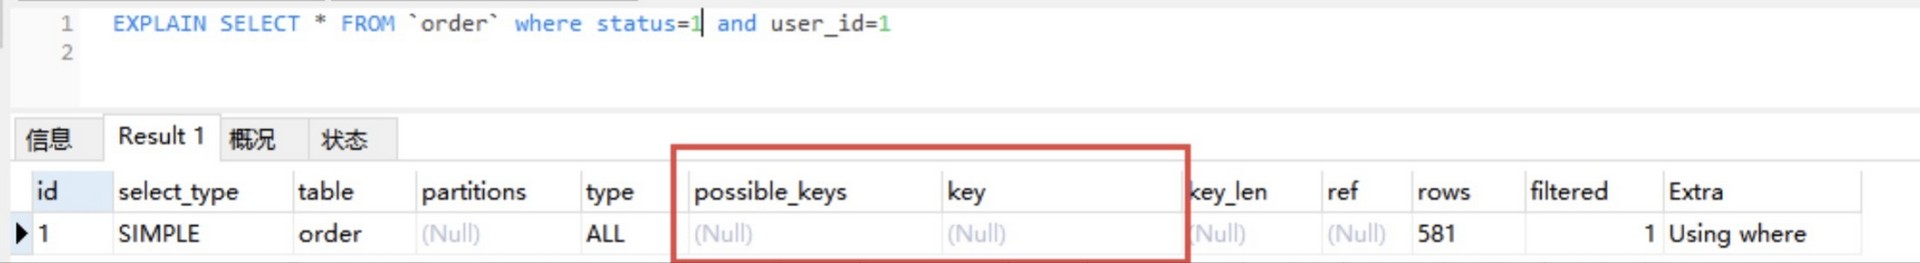 1 EXPLAIN SELECT * FROM `order` where status=1 and user_id=1
2
信息 Result 1 概况 状态
id select_type table partitions type possible_keys key key_len ref rows filtered Extra
1 SIMPLE order (Null) ALL (Null) (Null) (Null) (Null) 581 1 Using where